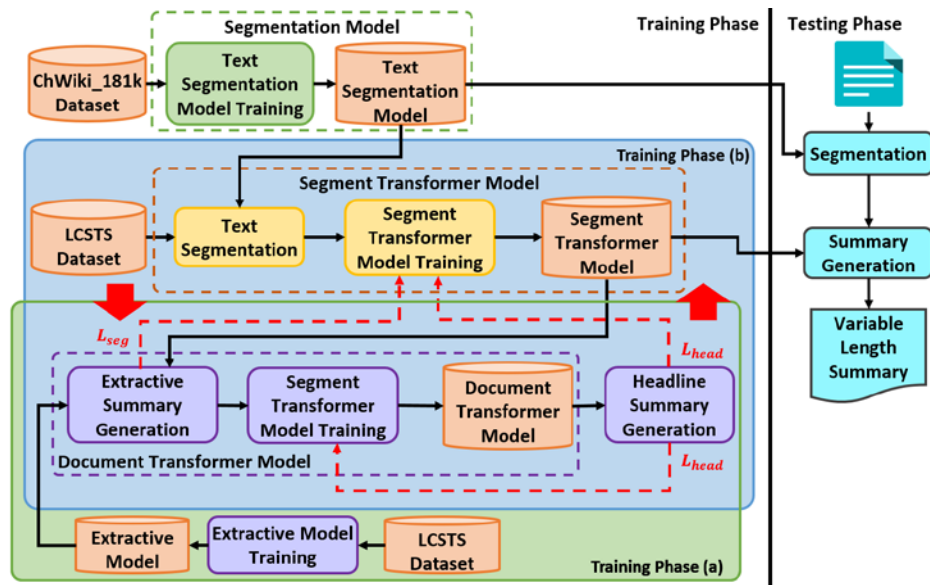 Segmentation Model
Training Phase
Testing Phase
ChWiki_181k
Dataset
Text
Segmentation
Model Training
Text
Segmentation
Model
Segmentation
Training Phase (b)
Segment Transformer Model
LCSTS
Dataset
Text
Segmentation
Segment
Transformer
Model Training
Segment
Transformer
Model
Summary
Generation
L_seg
L_head
Variable
Length
Summary
Extractive
Summary
Generation
Segment
Transformer
Model Training
Document
Transformer
Model
Headline
Summary
Generation
Document Transformer Model
L_head
Extractive
Model
Extractive Model
Training
LCSTS
Dataset
Training Phase (a)